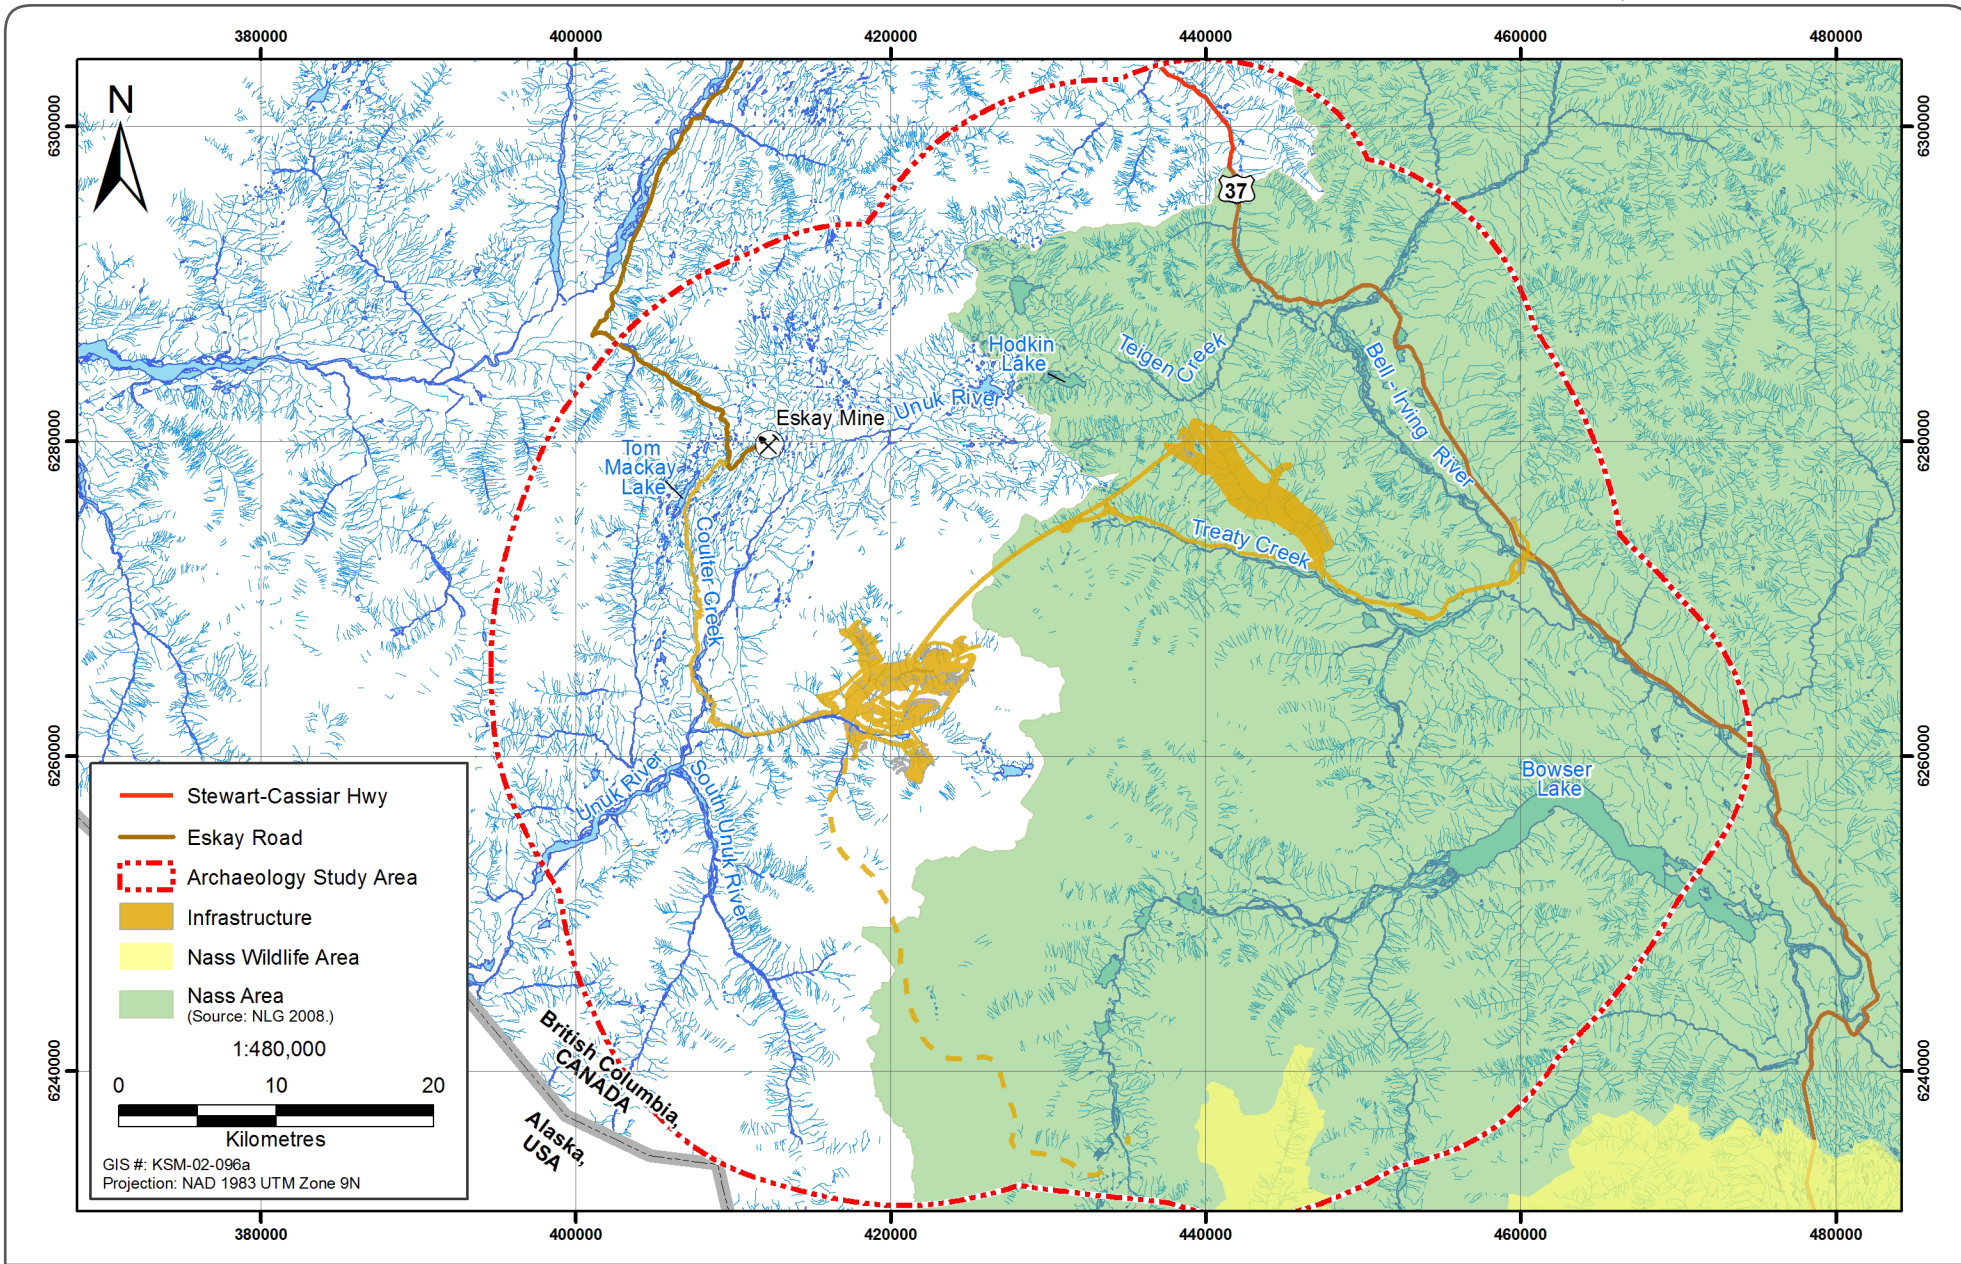 380000
400000
420000
440000
460000
480000
6300000
6300000
N
37
Hodkin
Lake
Teigen Creek
Bell - Irving River
Unuk River
Eskay Mine
6280000
6280000
Tom
Mackay
Lake
Coulter Creek
Treaty Creek
6260000
6260000
Unuk River
South Unuk River
Bowser
Lake
Stewart-Cassiar Hwy
Eskay Road
Archaeology Study Area
Infrastructure
Nass Wildlife Area
Nass Area
(Source: NLG 2008.)
1:480,000
0 10 20
Kilometres
GIS #: KSM-02-096a
Projection: NAD 1983 UTM Zone 9N
British Columbia,
CANADA
Alaska,
USA
6240000
6240000
380000
400000
420000
440000
460000
480000